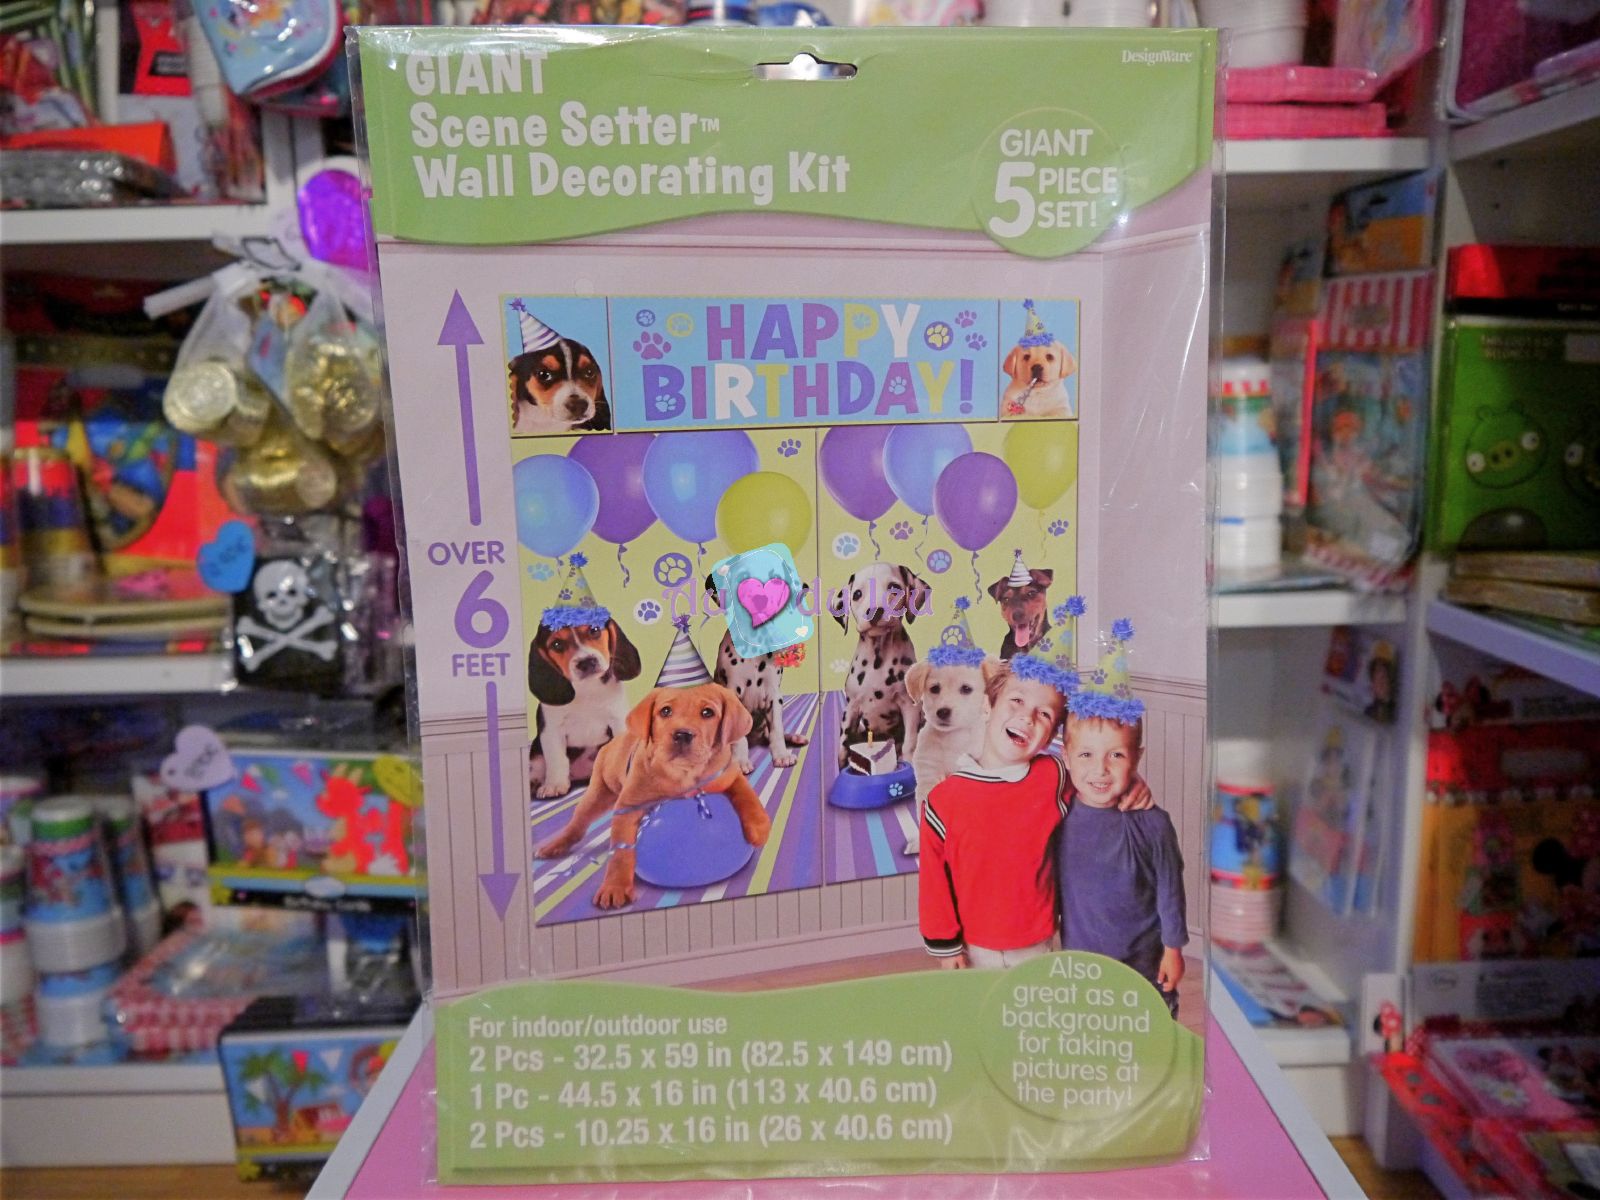 DesignWare
GIANT
Scene Setter™
Wall Decorating Kit
GIANT
5 PIECE
SET!
HAPPY
BIRTHDAY!
OVER
6
FEET
Au du Jeu
For indoor/outdoor use
2 Pcs - 32.5 x 59 in (82.5 x 149 cm)
1 Pc - 44.5 x 16 in (113 x 40.6 cm)
2 Pcs - 10.25 x 16 in (26 x 40.6 cm)
Also
great as a
background
for taking
pictures at
the party!